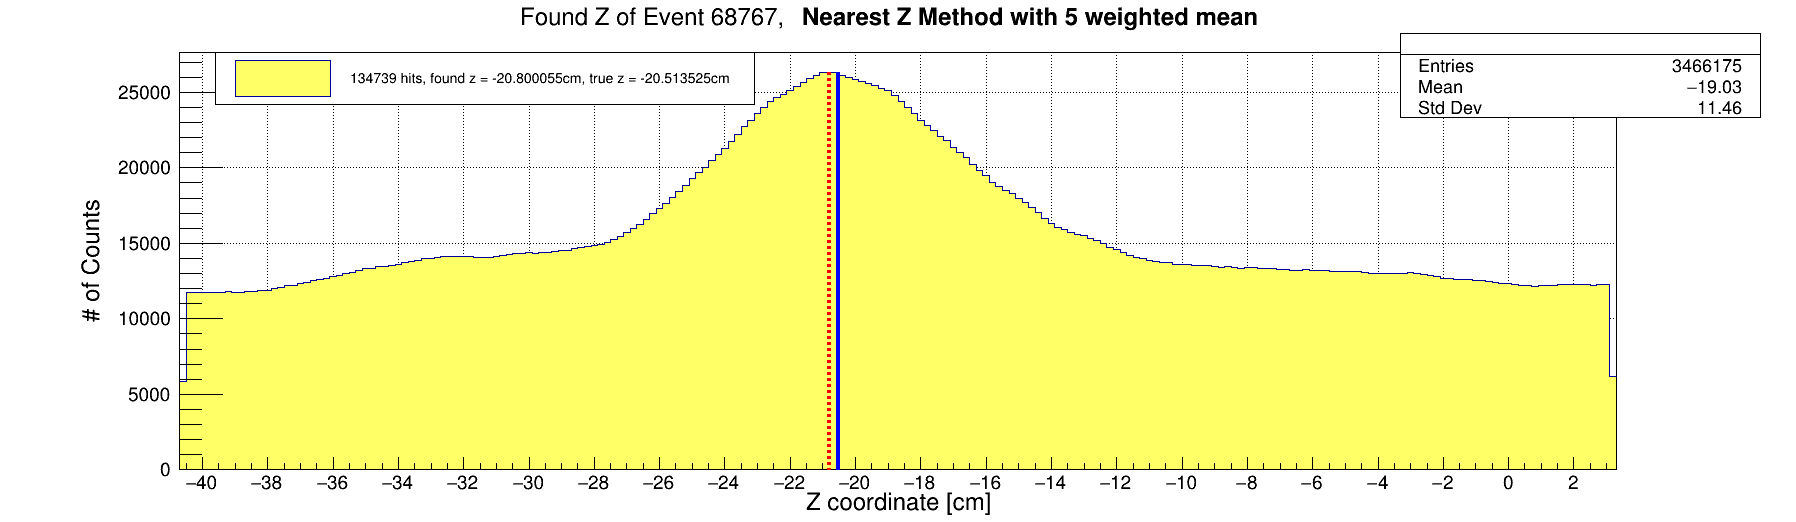 Found Z of Event 68767, Nearest Z Method with 5 weighted mean
134739 hits, found z = -20.800055cm, true z = -20.513525cm
Entries 3466175
Mean −19.03
Std Dev 11.46
# of Counts
25000
20000
15000
10000
5000
0
−40 −38 −36 −34 −32 −30 −28 −26 −24 −22 −20 −18 −16 −14 −12 −10 −8 −6 −4 −2 0 2
Z coordinate [cm]